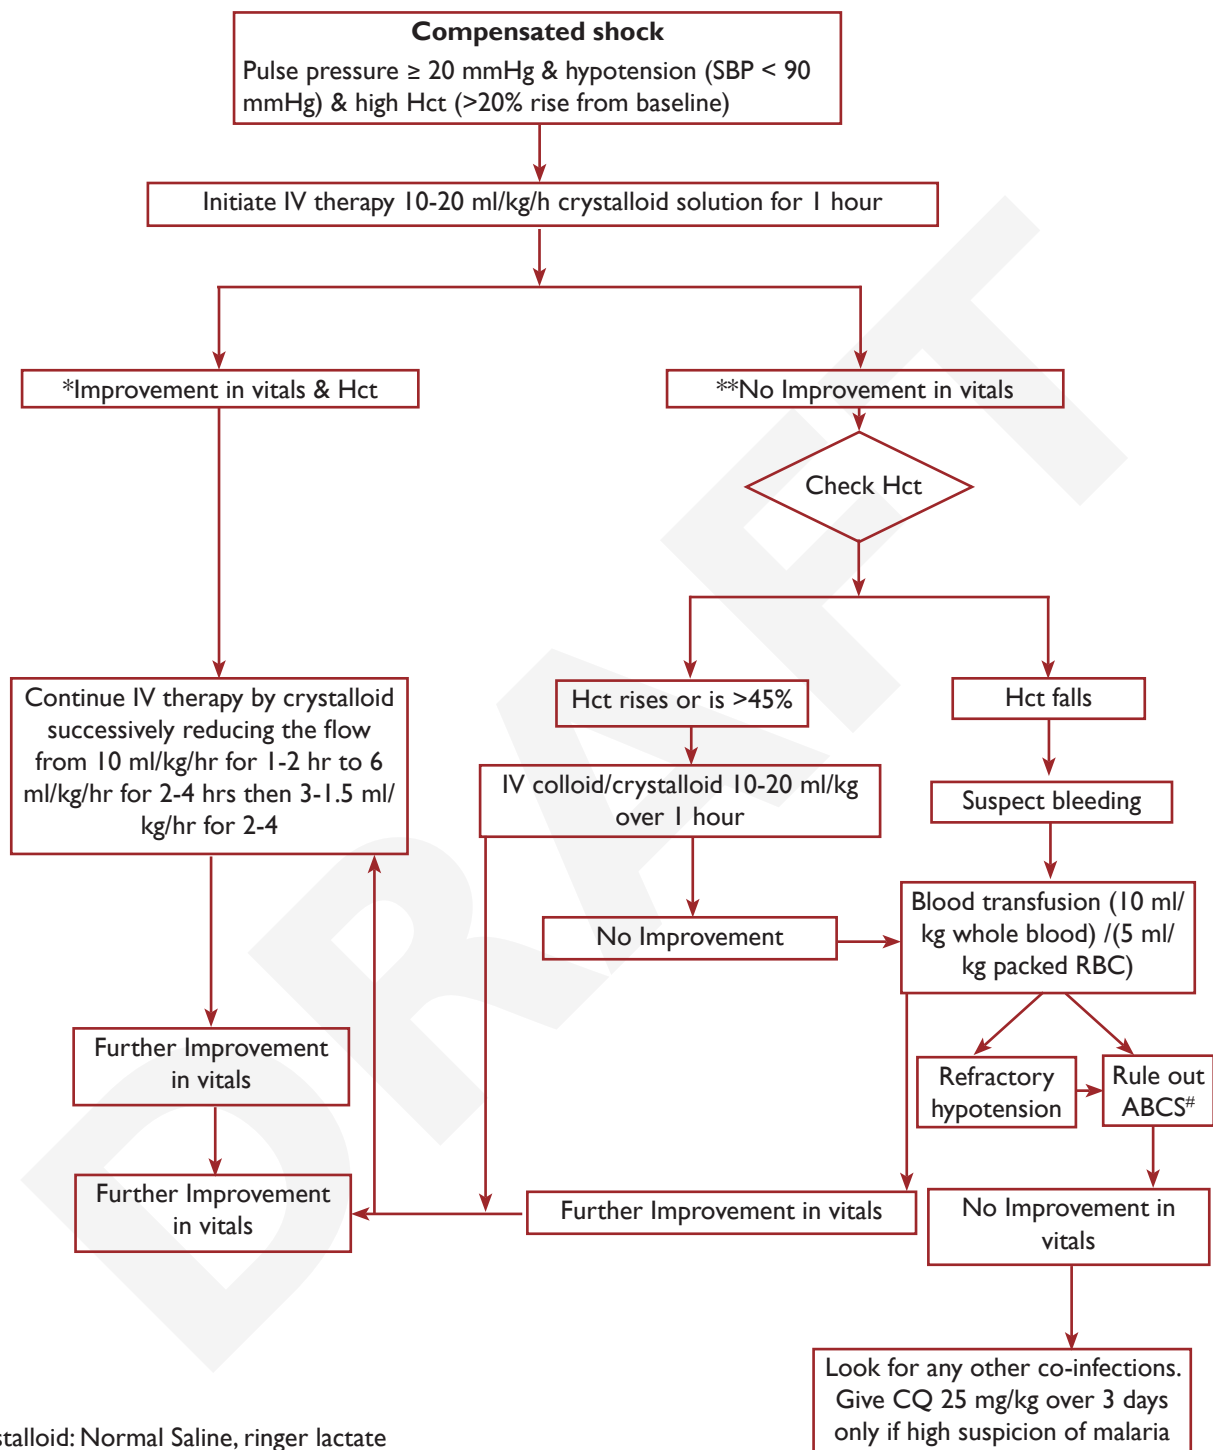 Compensated shock
Pulse pressure ≥ 20 mmHg & hypotension (SBP < 90
mmHg) & high Hct (>20% rise from baseline)
Initiate IV therapy 10-20 ml/kg/h crystalloid solution for 1 hour
*Improvement in vitals & Hct
**No Improvement in vitals
Check Hct
Continue IV therapy by crystalloid
successively reducing the flow
from 10 ml/kg/hr for 1-2 hr to 6
ml/kg/hr for 2-4 hrs then 3-1.5 ml/
kg/hr for 2-4
Hct rises or is >45%
Hct falls
IV colloid/crystalloid 10-20 ml/kg
over 1 hour
Suspect bleeding
No Improvement
Blood transfusion (10 ml/
kg whole blood) /(5 ml/
kg packed RBC)
Further Improvement
in vitals
Refractory
hypotension
Rule out
ABCS#
Further Improvement
in vitals
Further Improvement in vitals
No Improvement in
vitals
Look for any other co-infections.
Give CQ 25 mg/kg over 3 days
only if high suspicion of malaria
stalloid: Normal Saline, ringer lactate
DRAFT